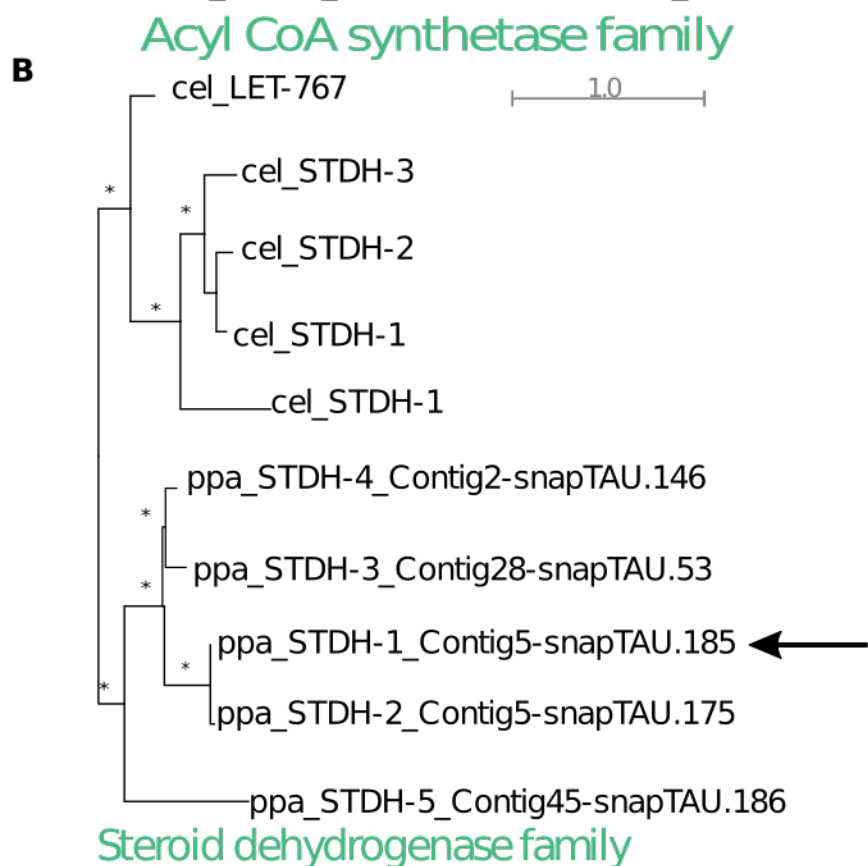 Acyl CoA synthetase family
B
cel_LET-767
1.0
*
cel_STDH-3
*
cel_STDH-2
*
cel_STDH-1
cel_STDH-1
ppa_STDH-4_Contig2-snapTAU.146
*
ppa_STDH-3_Contig28-snapTAU.53
*
ppa_STDH-1_Contig5-snapTAU.185
*
*
ppa_STDH-2_Contig5-snapTAU.175
ppa_STDH-5_Contig45-snapTAU.186
Steroid dehydrogenase family